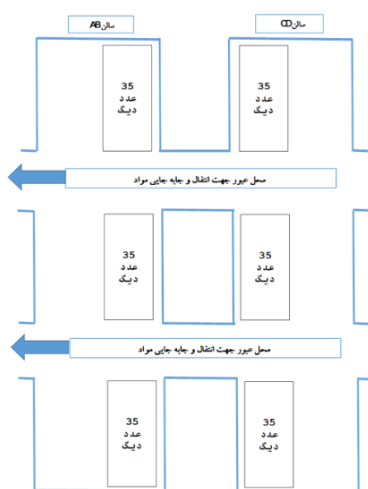 سالن AB
سالن CD
35
عدد
دیگ
35
عدد
دیگ
محل عبور جهت انتقال و جابه جایی مواد
35
عدد
دیگ
35
عدد
دیگ
محل عبور جهت انتقال و جابه جایی مواد
35
عدد
دیگ
35
عدد
دیگ